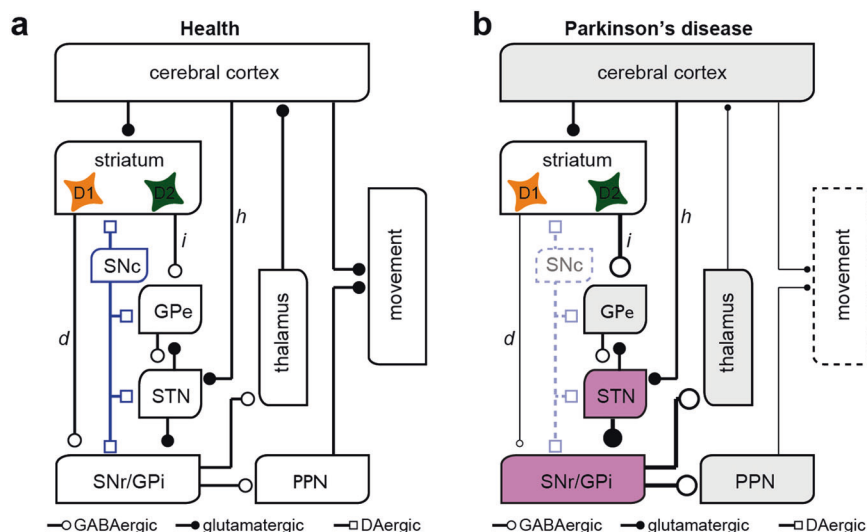 a
Health
cerebral cortex
striatum
D1
D2
h
i
SNc
GPe
d
STN
thalamus
movement
SNr/GPi
PPN
GABAergic
glutamatergic
DAergic
b
Parkinson's disease
cerebral cortex
striatum
D1
D2
h
i
SNc
GPe
d
STN
thalamus
movement
SNr/GPi
PPN
GABAergic
glutamatergic
DAergic